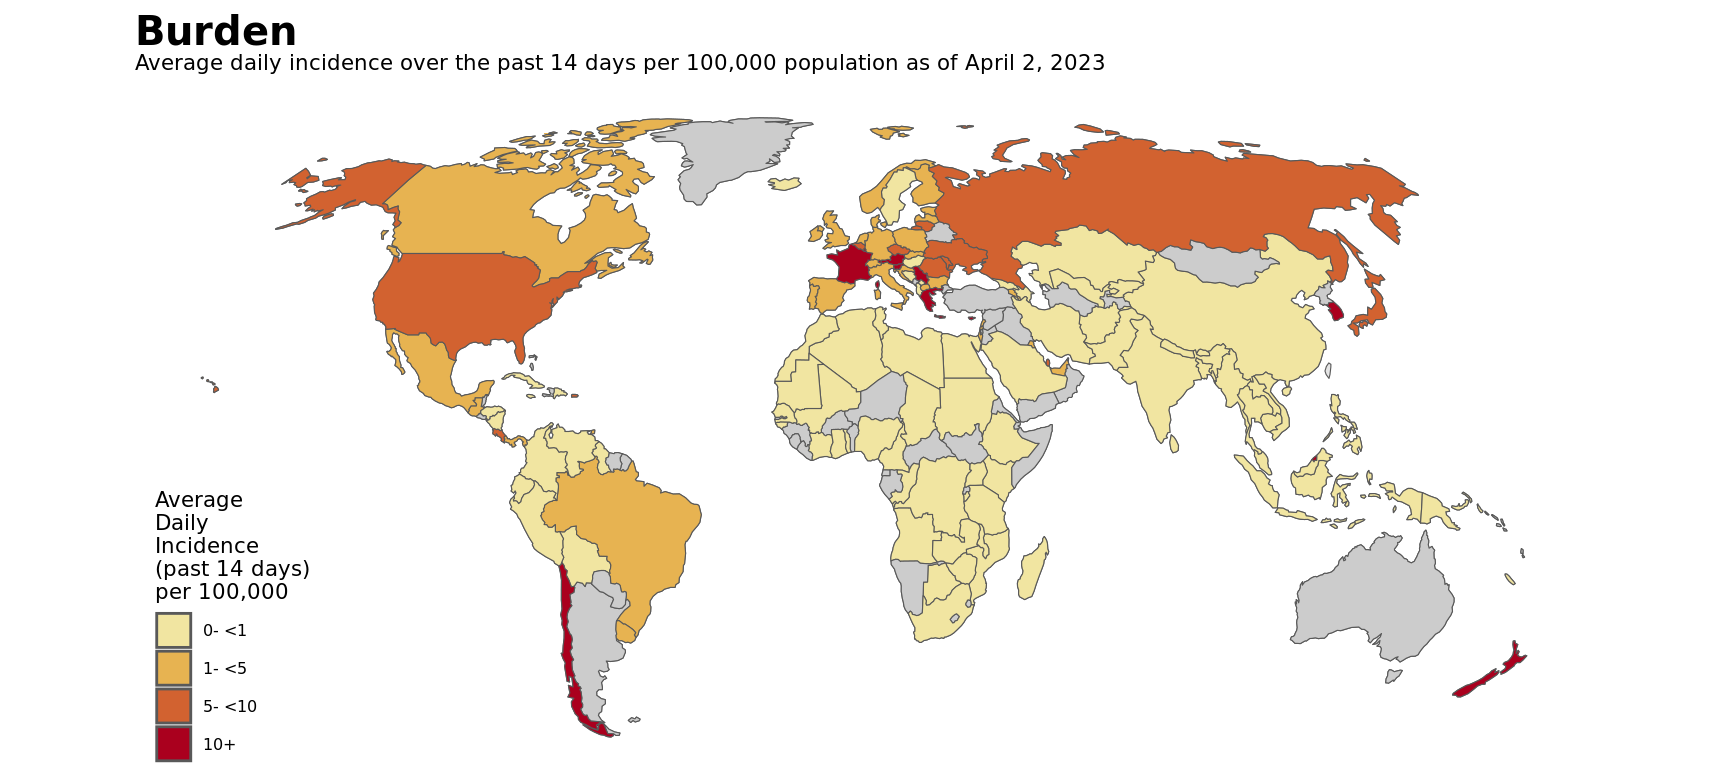 Burden
Average daily incidence over the past 14 days per 100,000 population as of April 2, 2023
Average
Daily
Incidence
(past 14 days)
per 100,000
0- <1
1- <5
5- <10
10+